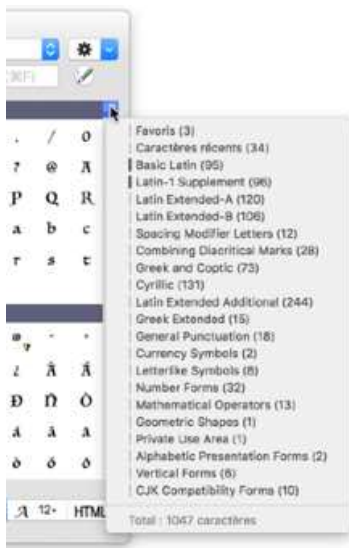 ⌘F
. / 0
? @ A
P Q R
a b c
r s t
¿ Â Ã
Ð Ñ Ò
A 12+ HTML
Favoris (3)
Caractères récents (34)
Basic Latin (95)
Latin-1 Supplement (96)
Latin Extended-A (120)
Latin Extended-B (106)
Spacing Modifier Letters (12)
Combining Diacritical Marks (28)
Greek and Coptic (73)
Cyrillic (131)
Latin Extended Additional (244)
Greek Extended (15)
General Punctuation (18)
Currency Symbols (2)
Letterlike Symbols (8)
Number Forms (32)
Mathematical Operators (13)
Geometric Shapes (1)
Private Use Area (1)
Alphabetic Presentation Forms (2)
Vertical Forms (6)
CJK Compatibility Forms (10)
Total : 1047 caractères